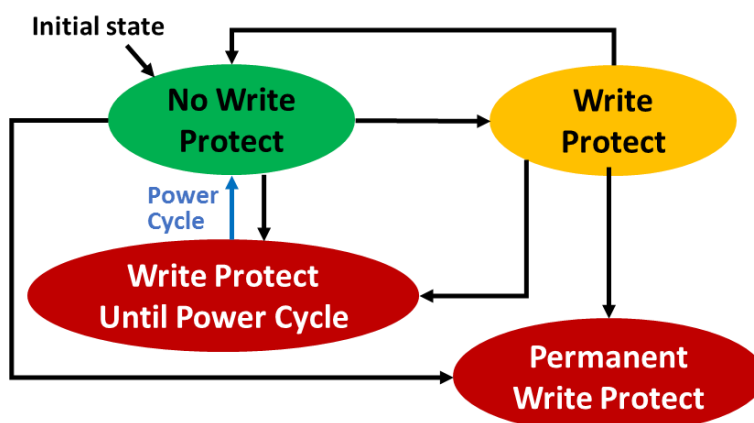 Initial state
No Write
Protect
Write
Protect
Power
Cycle
Write Protect
Until Power Cycle
Permanent
Write Protect